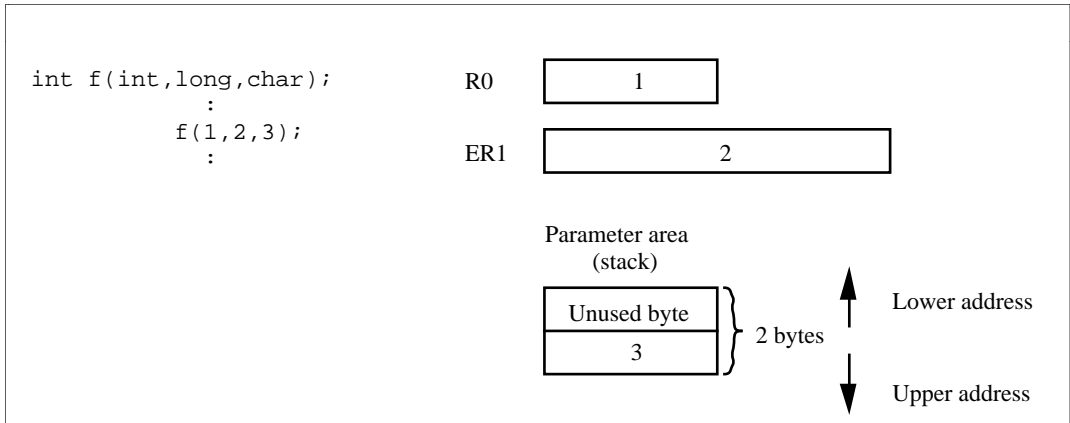 int f(int,long,char);
:
f(1,2,3);
:
R0
1
ER1
2
Parameter area
(stack)
Unused byte
3
2 bytes
Lower address
Upper address